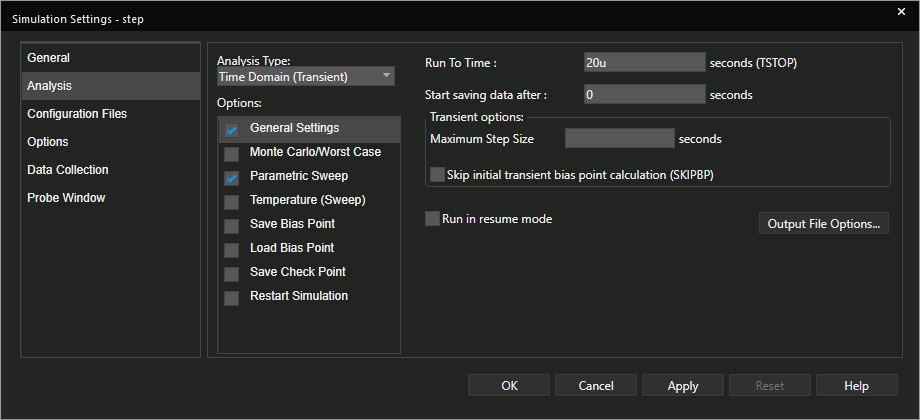 Simulation Settings - step
General
Analysis
Configuration Files
Options
Data Collection
Probe Window
Analysis Type:
Time Domain (Transient)
Options:
General Settings
Monte Carlo/Worst Case
Parametric Sweep
Temperature (Sweep)
Save Bias Point
Load Bias Point
Save Check Point
Restart Simulation
Run To Time : 20u seconds (TSTOP)
Start saving data after : 0 seconds
Transient options:
Maximum Step Size seconds
Skip initial transient bias point calculation (SKIPBP)
Run in resume mode
Output File Options...
OK Cancel Apply Reset Help